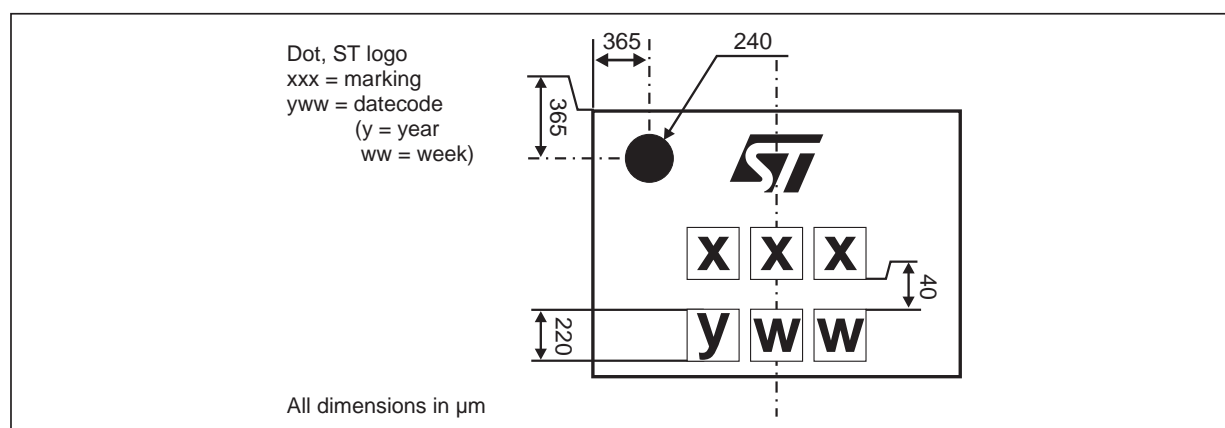 365
240
Dot, ST logo
xxx = marking
yww = datecode
(y = year
ww = week)
365
ST
x x x
40
y w w
220
All dimensions in µm